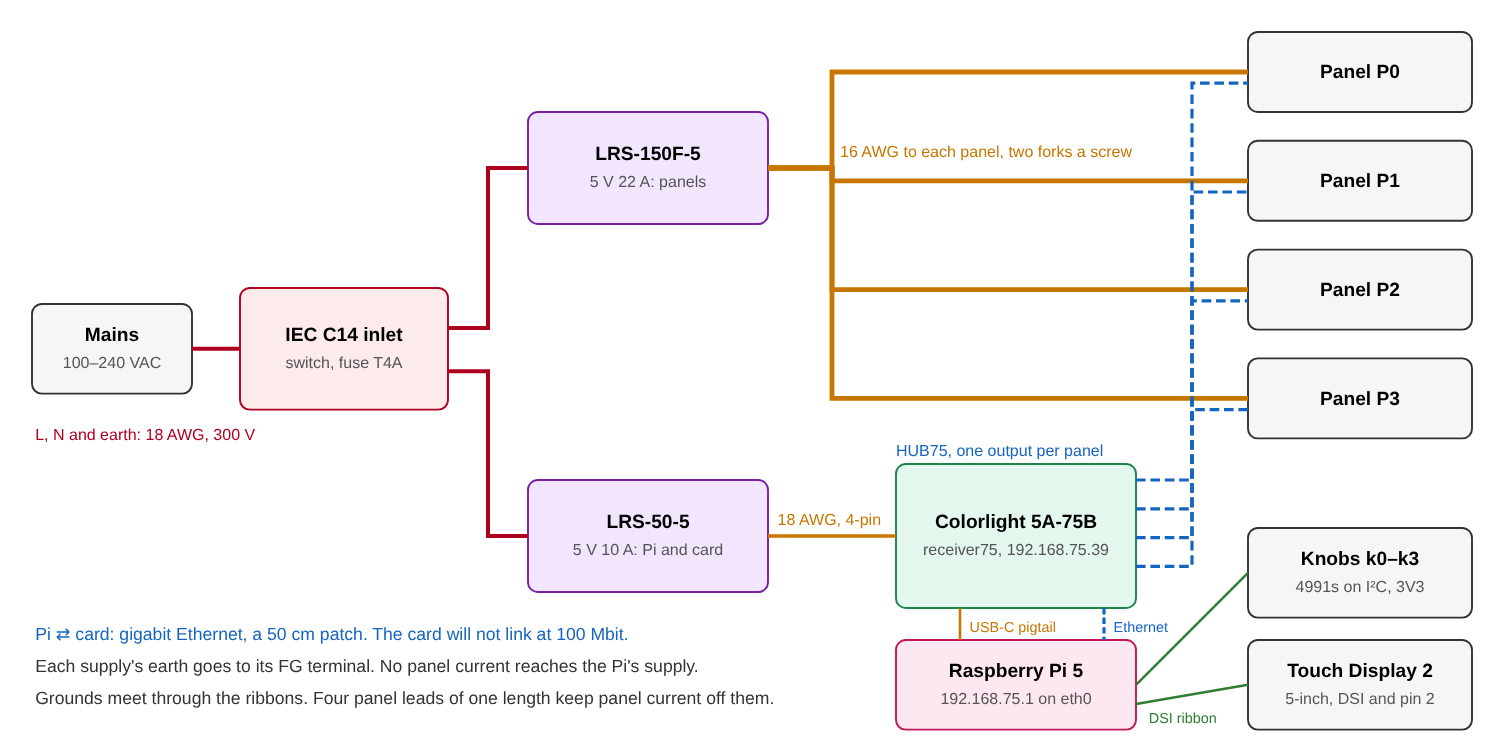 Panel P0
LRS-150F-5
5 V 22 A: panels
16 AWG to each panel, two forks a screw
Panel P1
Panel P2
Mains
100–240 VAC
IEC C14 inlet
switch, fuse T4A
Panel P3
L, N and earth: 18 AWG, 300 V
HUB75, one output per panel
LRS-50-5
5 V 10 A: Pi and card
18 AWG, 4-pin
Colorlight 5A-75B
receiver75, 192.168.75.39
Knobs k0–k3
4991s on I²C, 3V3
USB-C pigtail
Ethernet
Pi ⇄ card: gigabit Ethernet, a 50 cm patch. The card will not link at 100 Mbit.
Each supply's earth goes to its FG terminal. No panel current reaches the Pi's supply.
Grounds meet through the ribbons. Four panel leads of one length keep panel current off them.
Raspberry Pi 5
192.168.75.1 on eth0
Touch Display 2
5-inch, DSI and pin 2
DSI ribbon